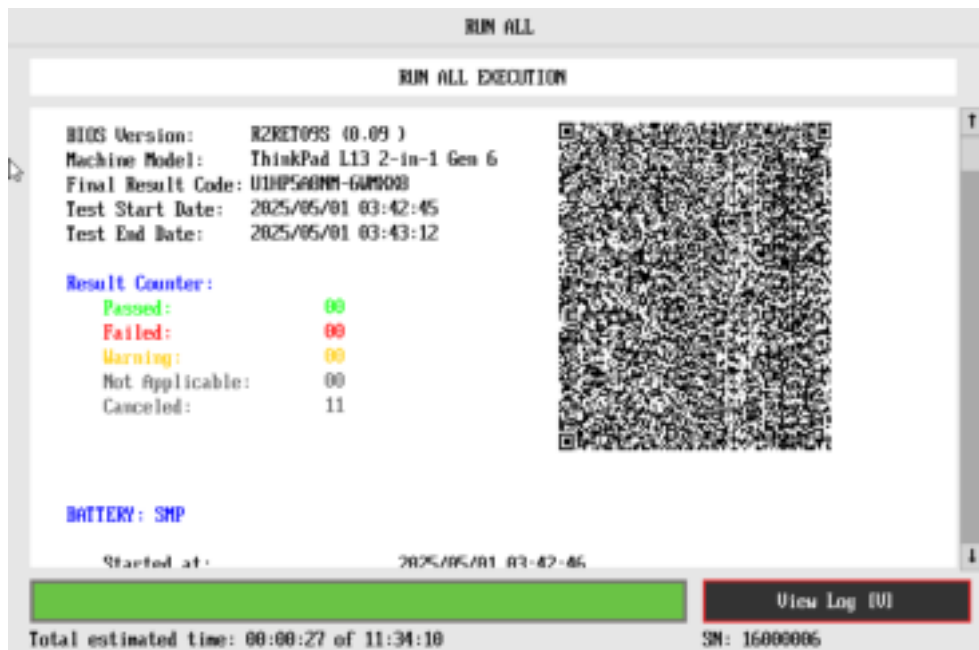 RUN ALL
RUN ALL EXECUTION
BIOS Version: R2RET09S (0.09 )
Machine Model: ThinkPad L13 2-in-1 Gen 6
Final Result Code:
Test Start Date: 2025/05/01 03:42:45
Test End Date: 2025/05/01 03:43:12
Result Counter:
Passed: 00
Failed: 00
Warning: 00
Not Applicable: 00
Canceled: 11
BATTERY: SMP
Started at: 2025/05/01 03:42:46
View Log [V]
Total estimated time: 00:00:27 of 11:34:10
SN: 16000006